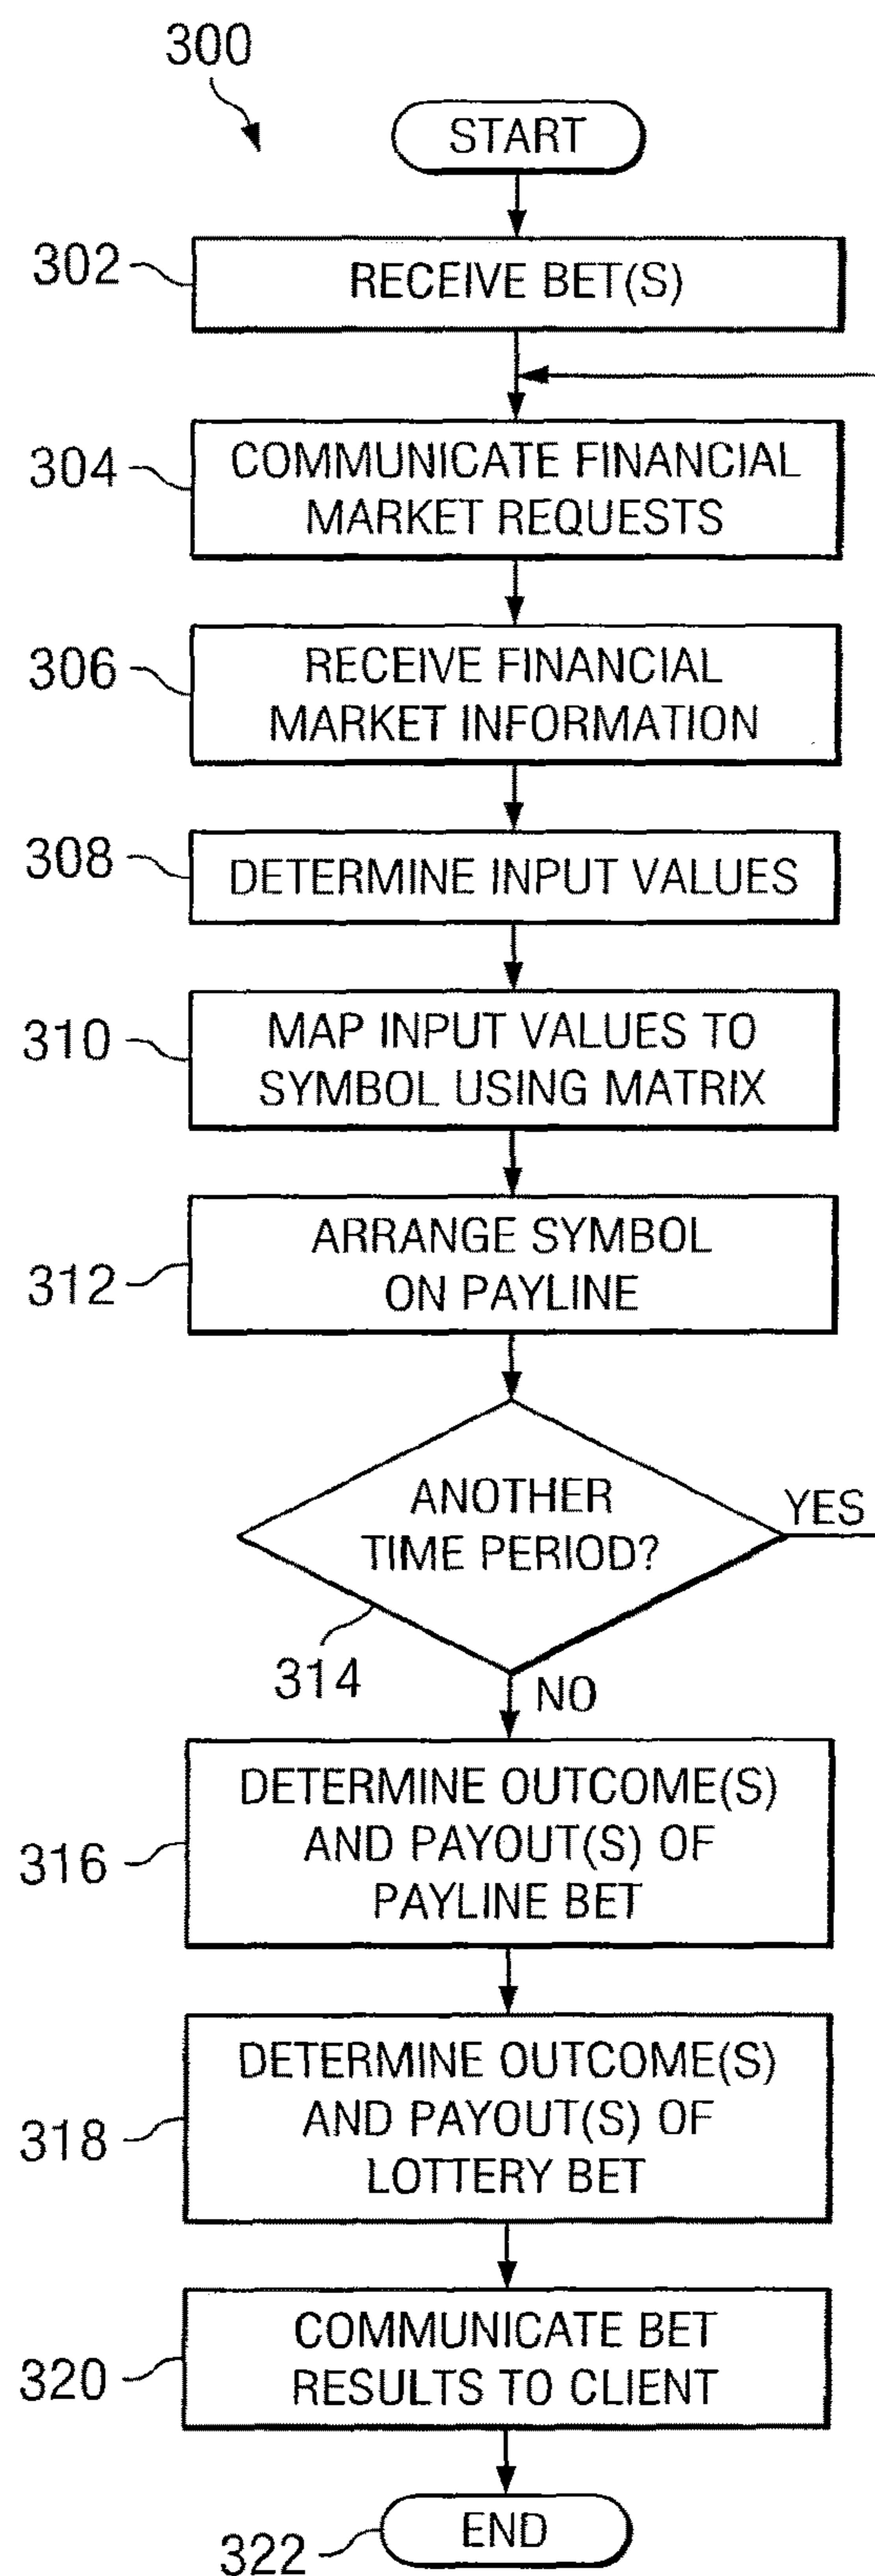 300
START
302
RECEIVE BET(S)
304
COMMUNICATE FINANCIAL
MARKET REQUESTS
306
RECEIVE FINANCIAL
MARKET INFORMATION
308
DETERMINE INPUT VALUES
310
MAP INPUT VALUES TO
SYMBOL USING MATRIX
312
ARRANGE SYMBOL
ON PAYLINE
ANOTHER
TIME PERIOD?
YES
314
NO
316
DETERMINE OUTCOME(S)
AND PAYOUT(S) OF
PAYLINE BET
318
DETERMINE OUTCOME(S)
AND PAYOUT(S) OF
LOTTERY BET
320
COMMUNICATE BET
RESULTS TO CLIENT
322
END